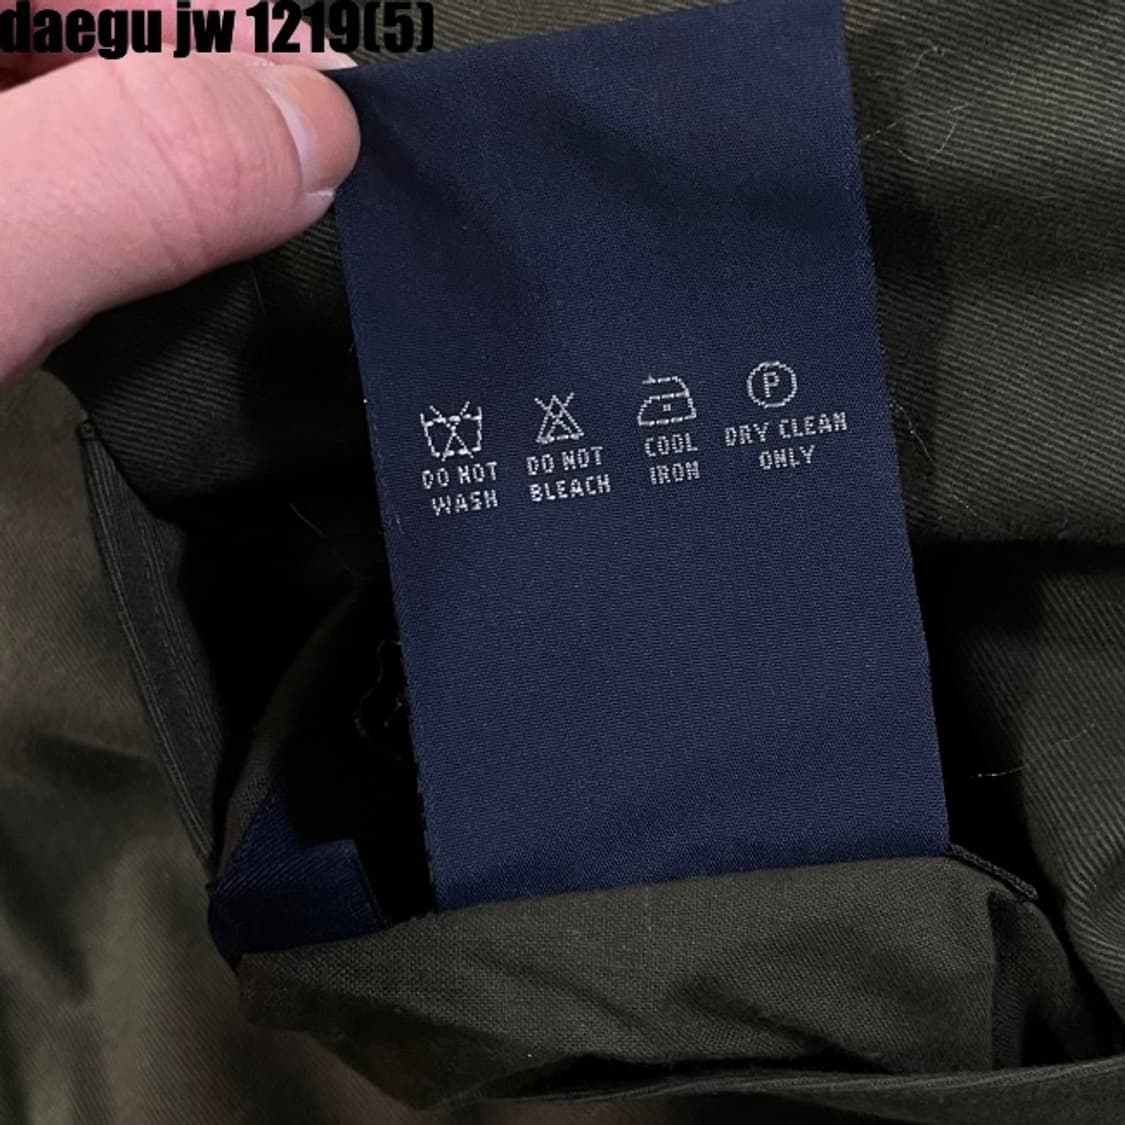 daegu jw 1219(5)
P
DO NOT
WASH
DO NOT
BLEACH
COOL
IRON
DRY CLEAN
ONLY